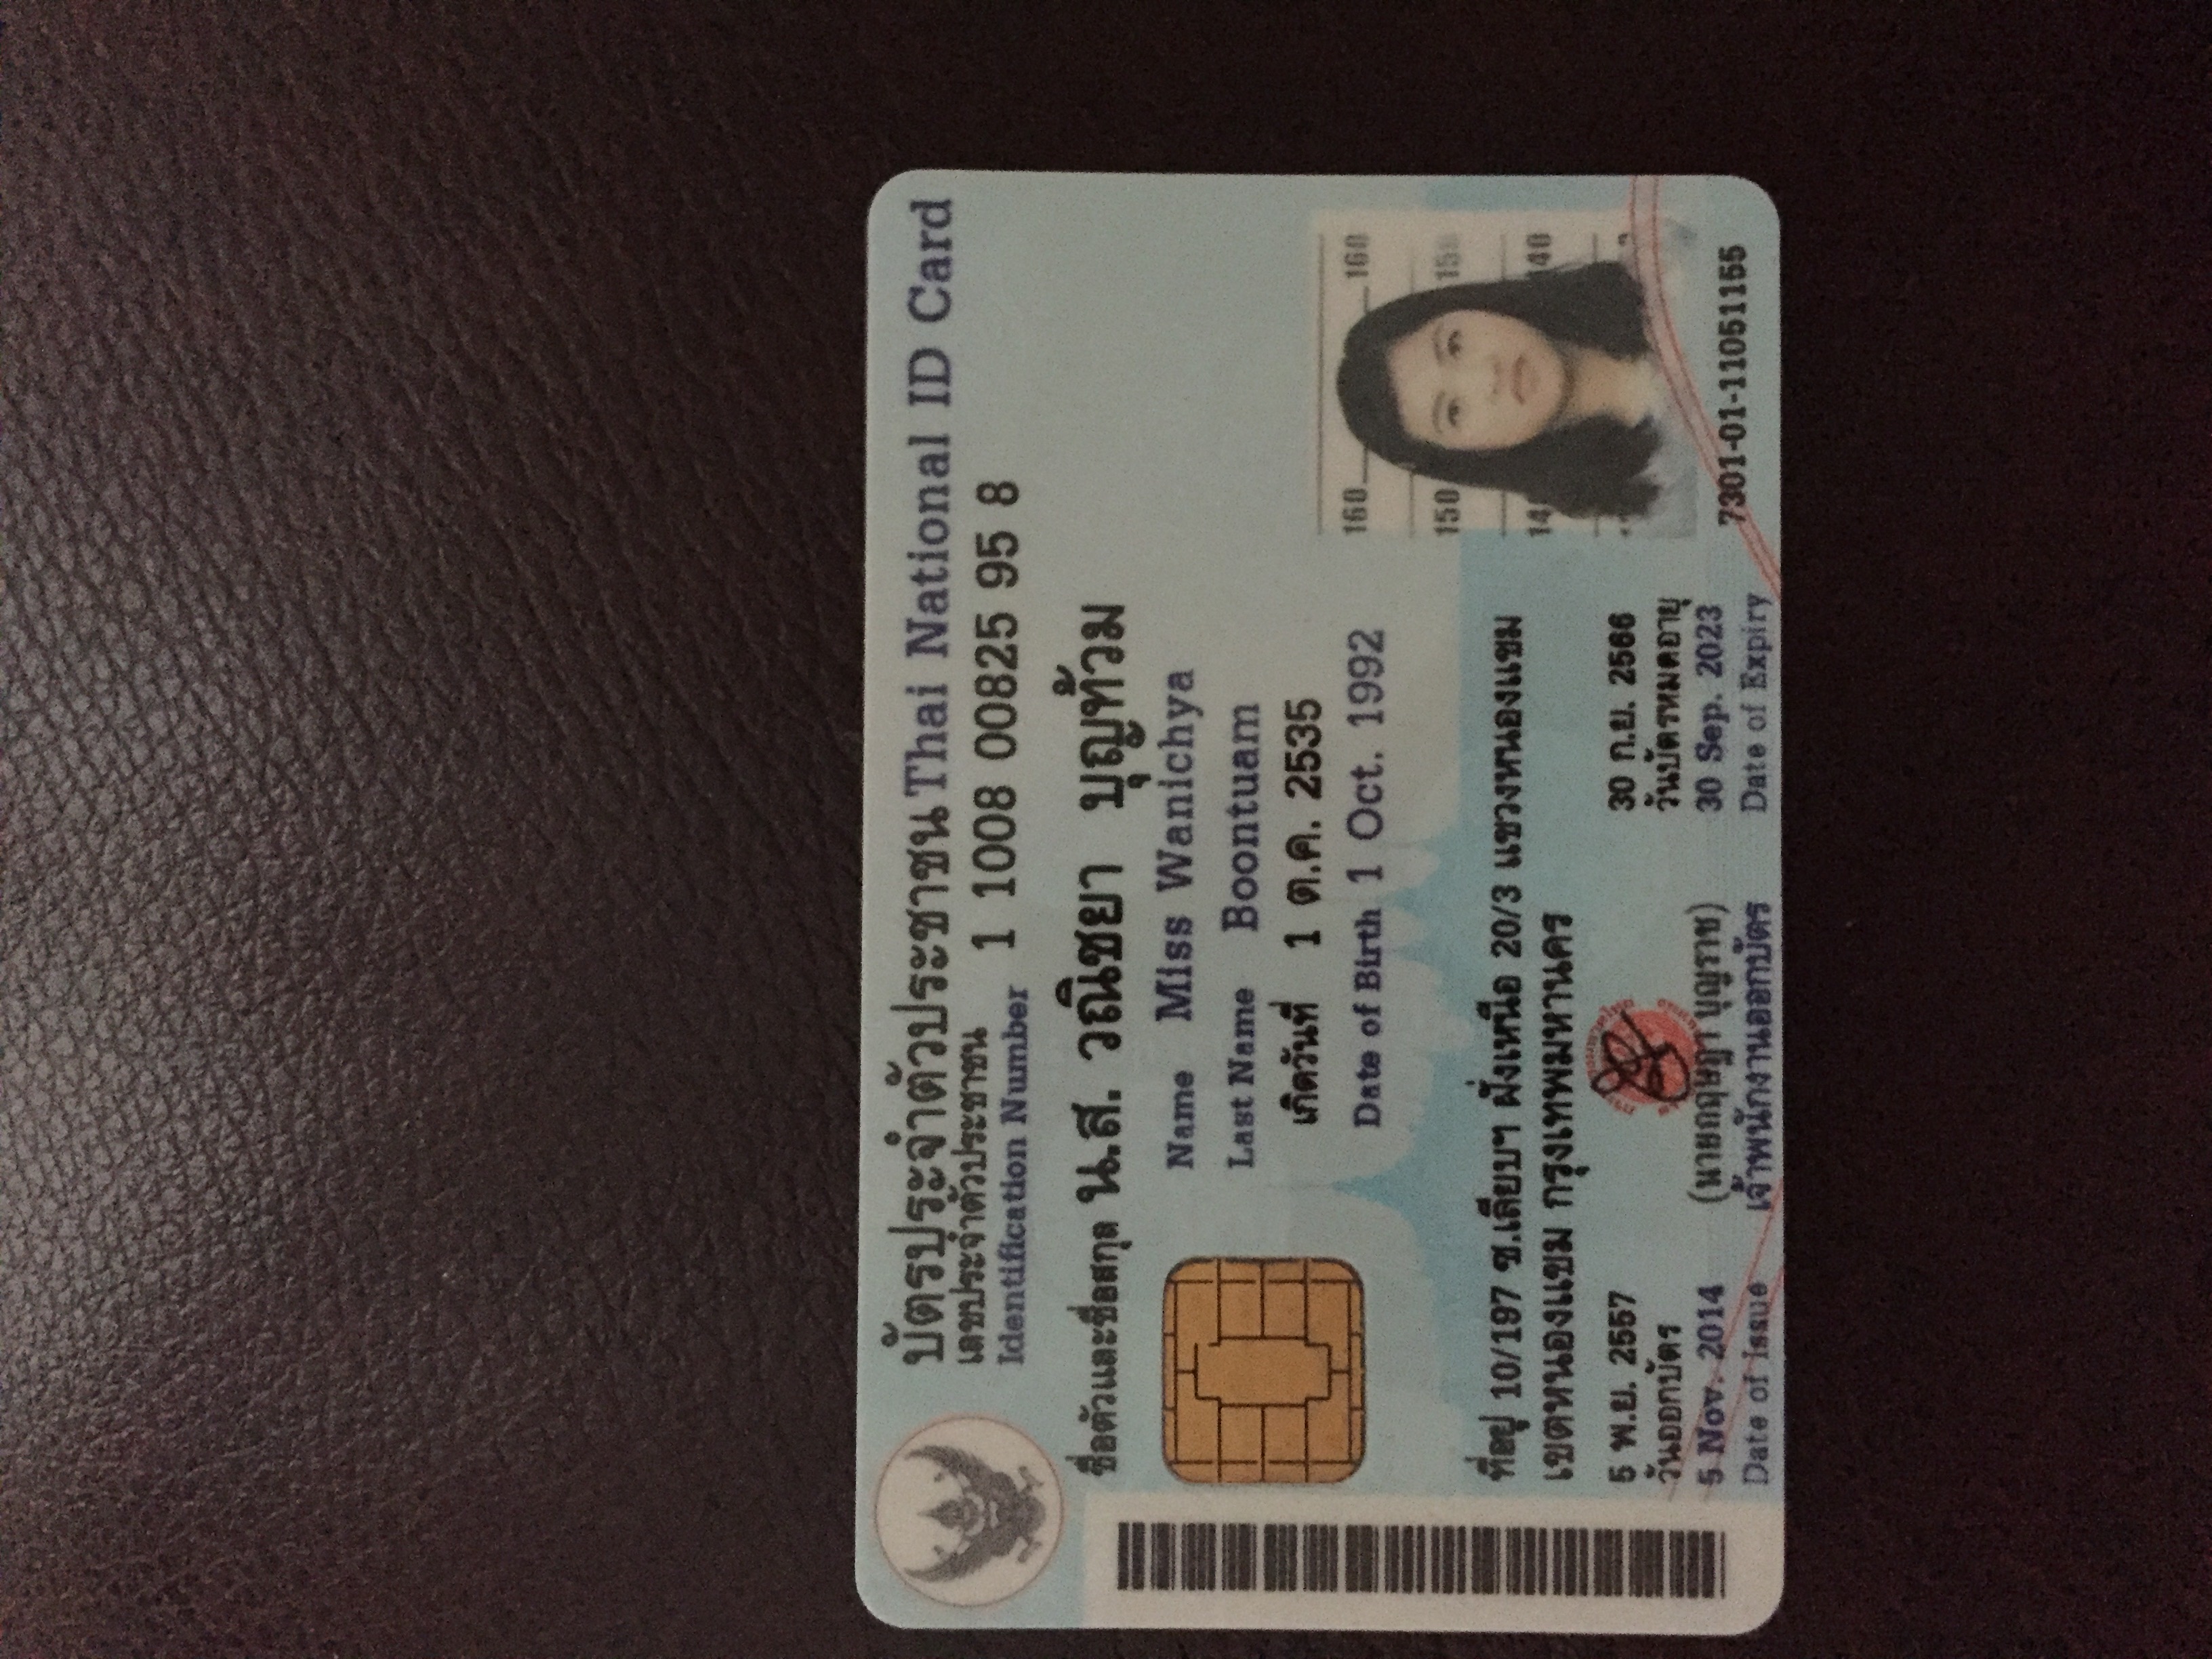 บัตรประจำตัวประชาชน Thai National ID Card
เลขประจำตัวประชาชน
Identification Number 1 1008 00825 95 8
ชื่อตัวและชื่อสกุล น.ส. วณิชยา บุญท้วม
Name Miss Wanichya
Last Name Boontuam
เกิดวันที่ 1 ต.ค. 2535
Date of Birth 1 Oct. 1992
160 160
150 150
140 140
ที่อยู่ 10/197 ซ.เลียบฯ ฝั่งเหนือ 20/3 แขวงหนองแขม
เขตหนองแขม กรุงเทพมหานคร
5 พ.ย. 2557
วันออกบัตร
5 Nov. 2014
Date of Issue
(นายกฤษฎา บุญราช)
เจ้าพนักงานออกบัตร
30 ก.ย. 2566
วันบัตรหมดอายุ
30 Sep. 2023
Date of Expiry
7301-01-11051155